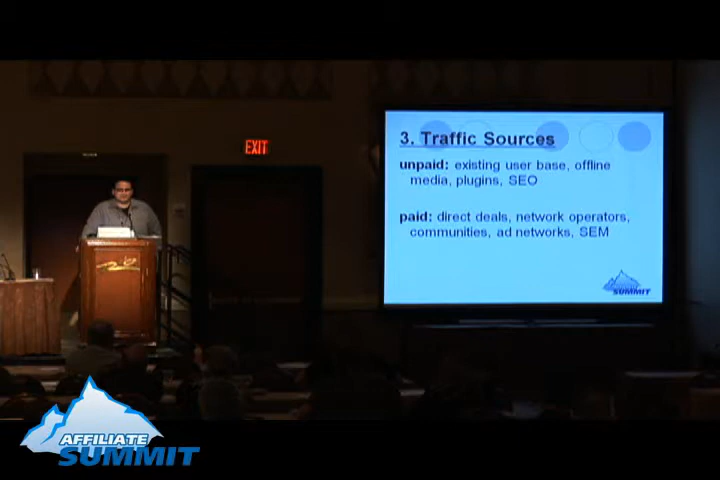 EXIT
3. Traffic Sources
unpaid: existing user base, offline
media, plugins, SEO
paid: direct deals, network operators,
communities, ad networks, SEM
SUMMIT
AFFILIATE
SUMMIT